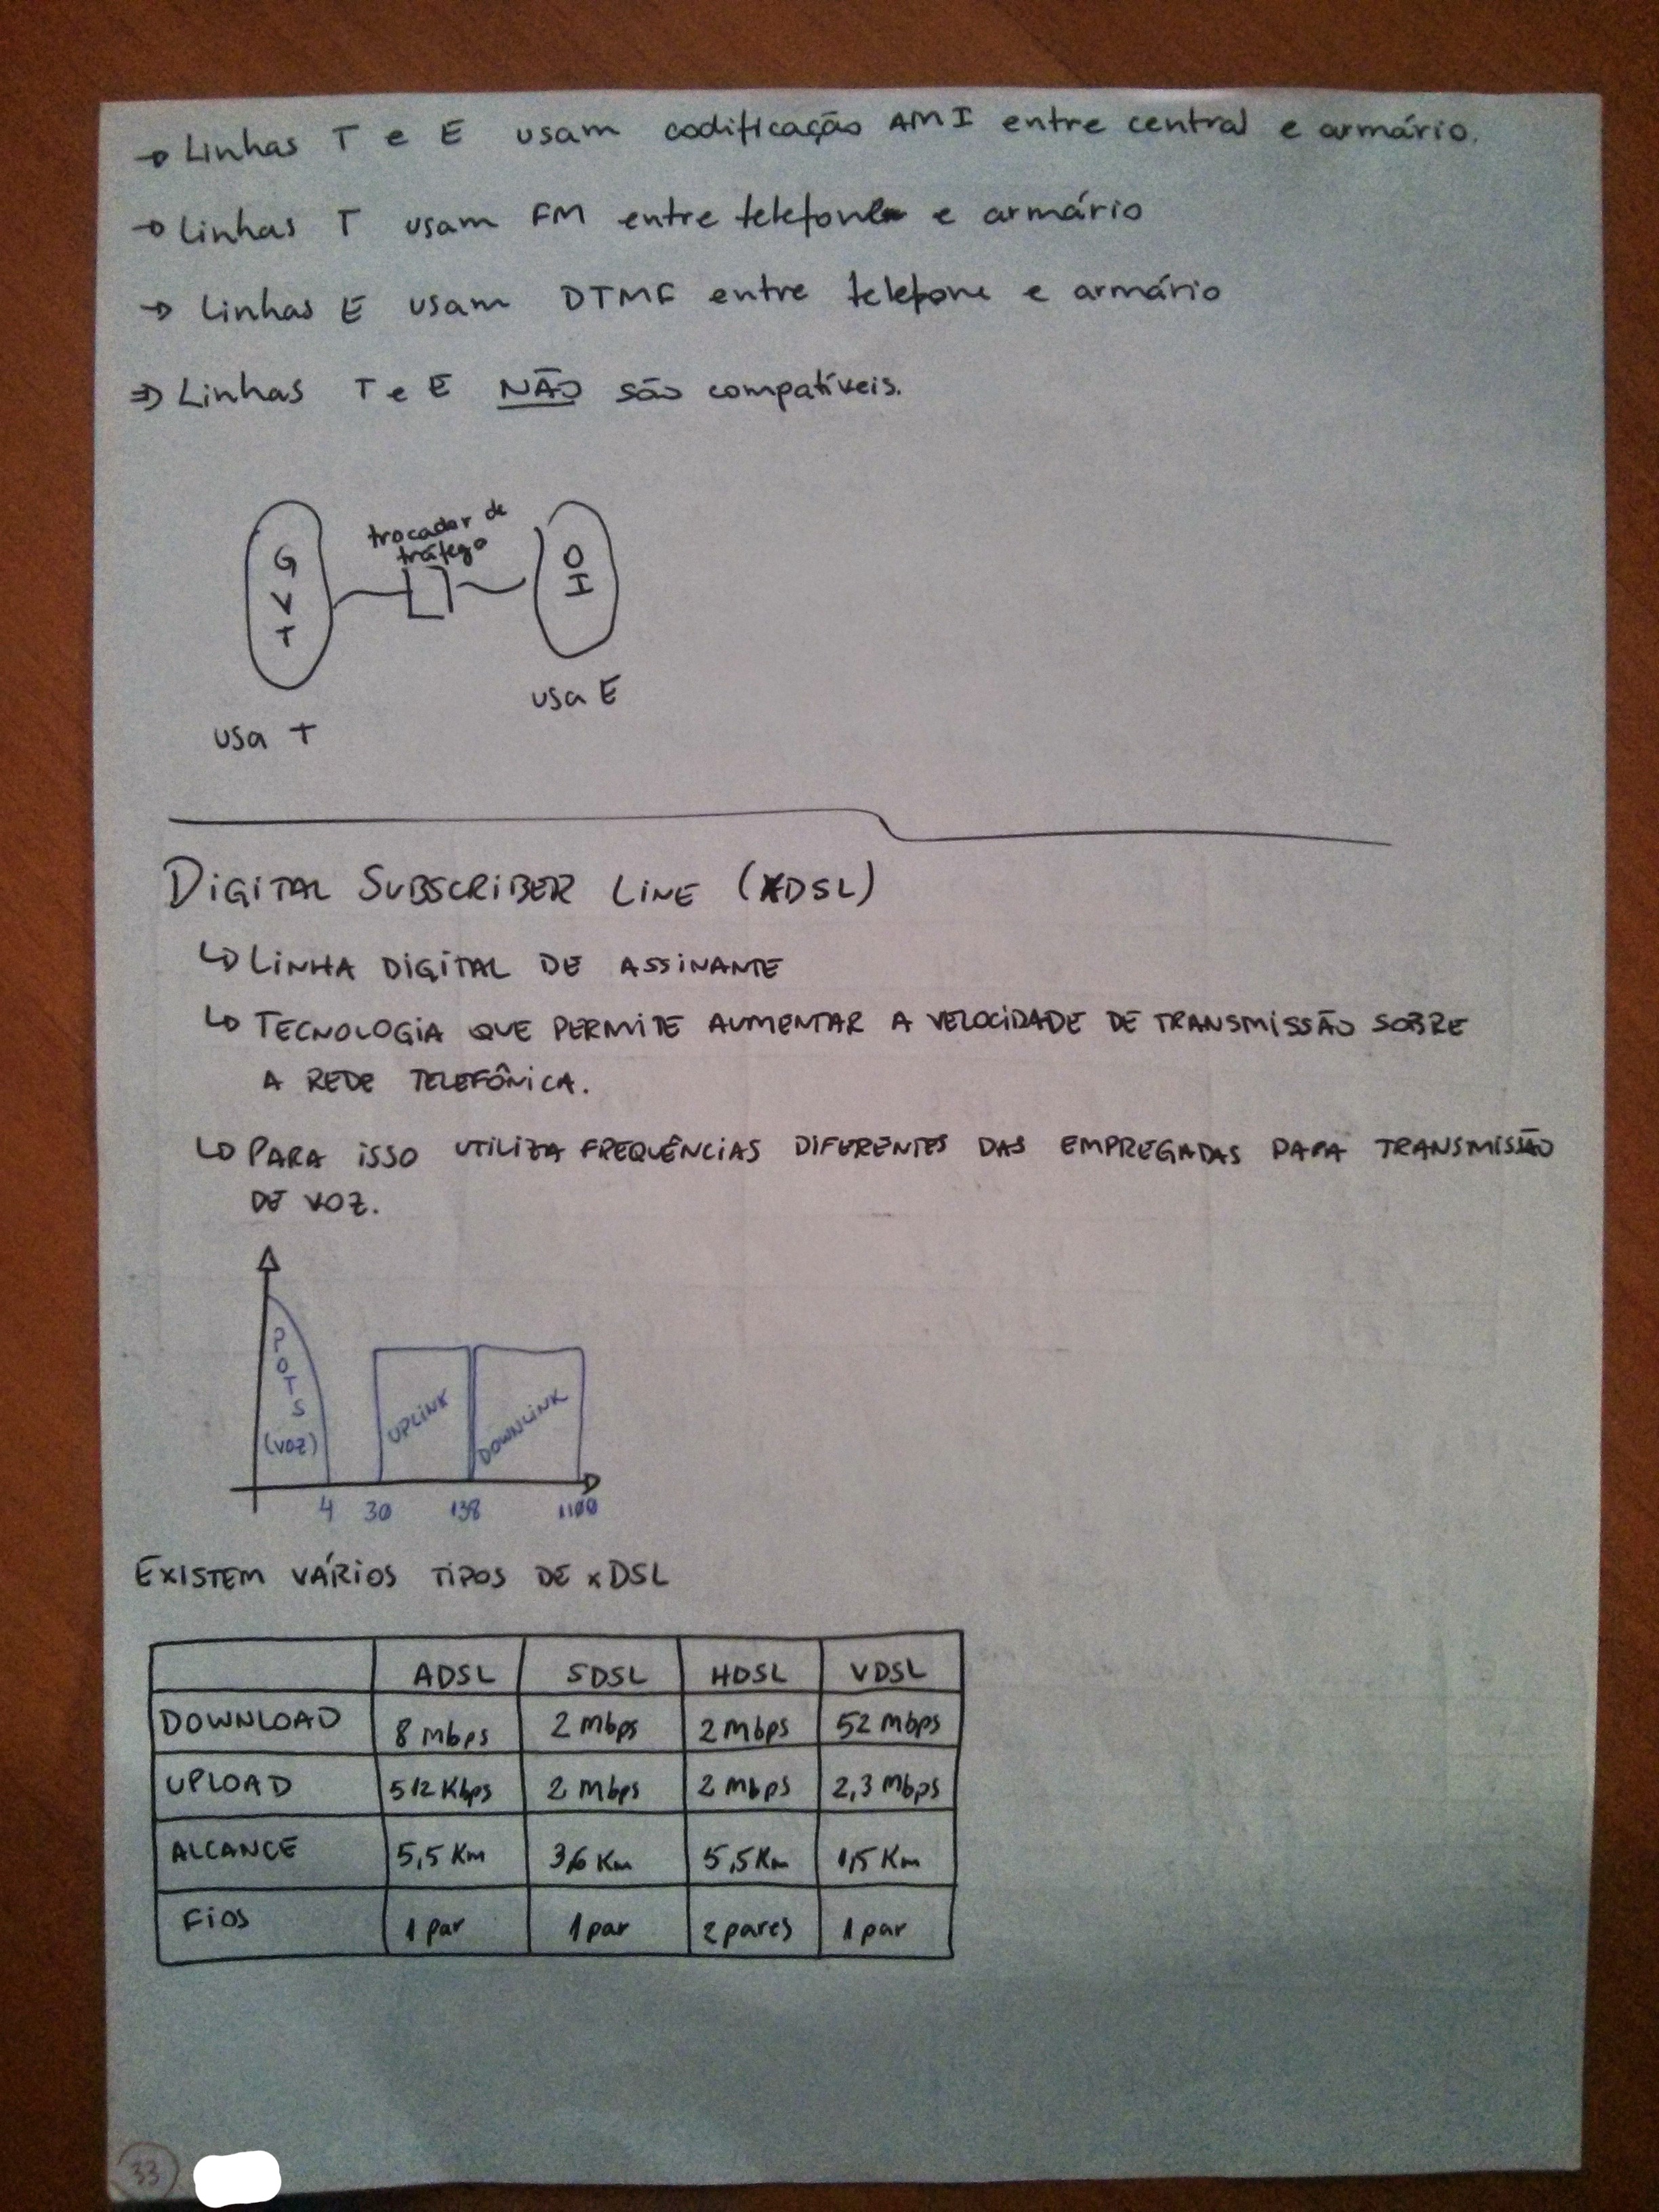 → Linhas T e E usam codificação AMI entre central e armário.
→ Linhas T usam FM entre telefone e armário
→ Linhas E usam DTMF entre telefone e armário
⇒ Linhas T e E NÃO são compatíveis.
trocador de
tráfego
GVT
OI
usa E
usa T
DIGITAL SUBSCRIBER LINE (xDSL)
↳ LINHA DIGITAL DE ASSINANTE
↳ TECNOLOGIA QUE PERMITE AUMENTAR A VELOCIDADE DE TRANSMISSÃO SOBRE
A REDE TELEFÔNICA.
↳ PARA ISSO UTILIZA FREQUÊNCIAS DIFERENTES DAS EMPREGADAS PARA TRANSMISSÃO
DE VOZ.
POTS
(VOZ)
UPLINK
DOWNLINK
4 30 138 1100
EXISTEM VÁRIOS TIPOS DE xDSL
ADSL SDSL HDSL VDSL
DOWNLOAD 8 Mbps 2 Mbps 2 Mbps 52 Mbps
UPLOAD 512 Kbps 2 Mbps 2 Mbps 2,3 Mbps
ALCANCE 5,5 Km 3,6 Km 5,5 Km 1,5 Km
FIOS 1 par 1 par 2 pares 1 par
33